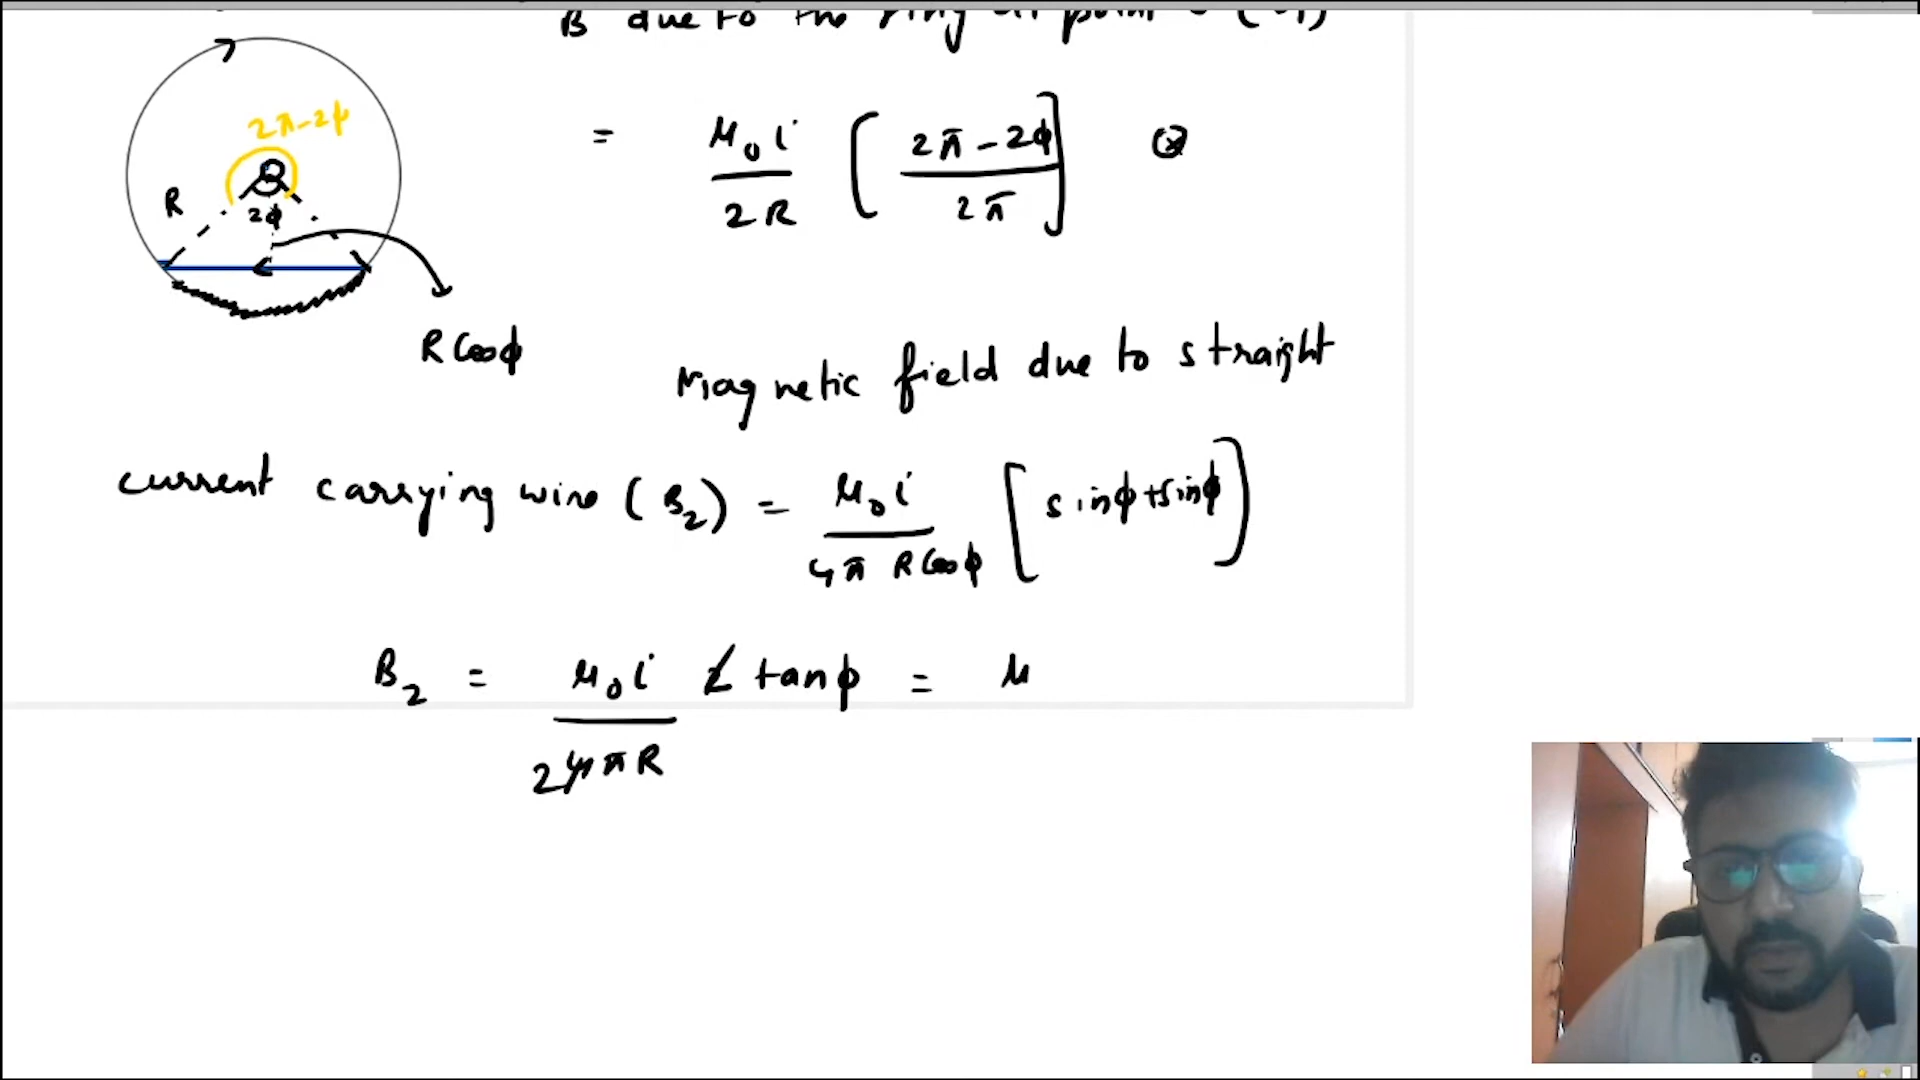 B due to the ring at point
2π-2φ
= μ₀i / 2R [ (2π - 2φ) / 2π ] ⊗
R
2φ
R Cosφ
Magnetic field due to straight
current carrying wire (B₂) = μ₀i / 4π R Cosφ [ sinφ + sinφ ]
B₂ = μ₀i / 4πR 2 tanφ = μ
2